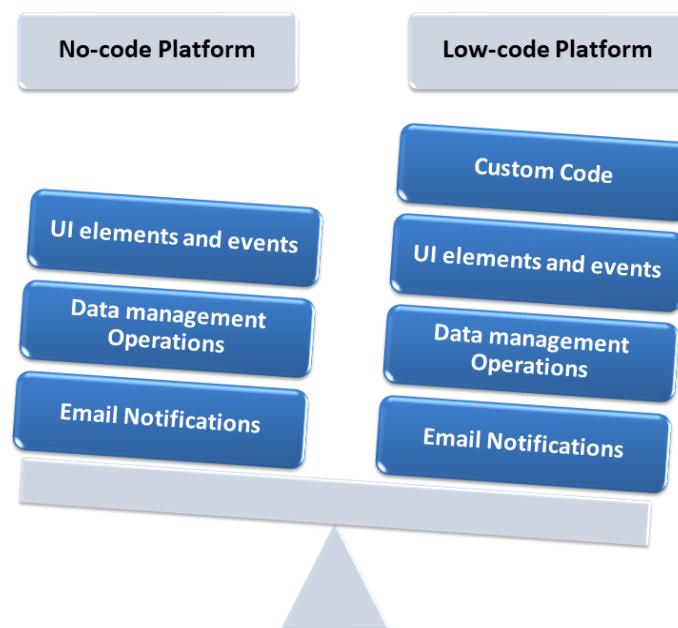 No-code Platform
Low-code Platform
UI elements and events
Data management
Operations
Email Notifications
Custom Code
UI elements and events
Data management
Operations
Email Notifications